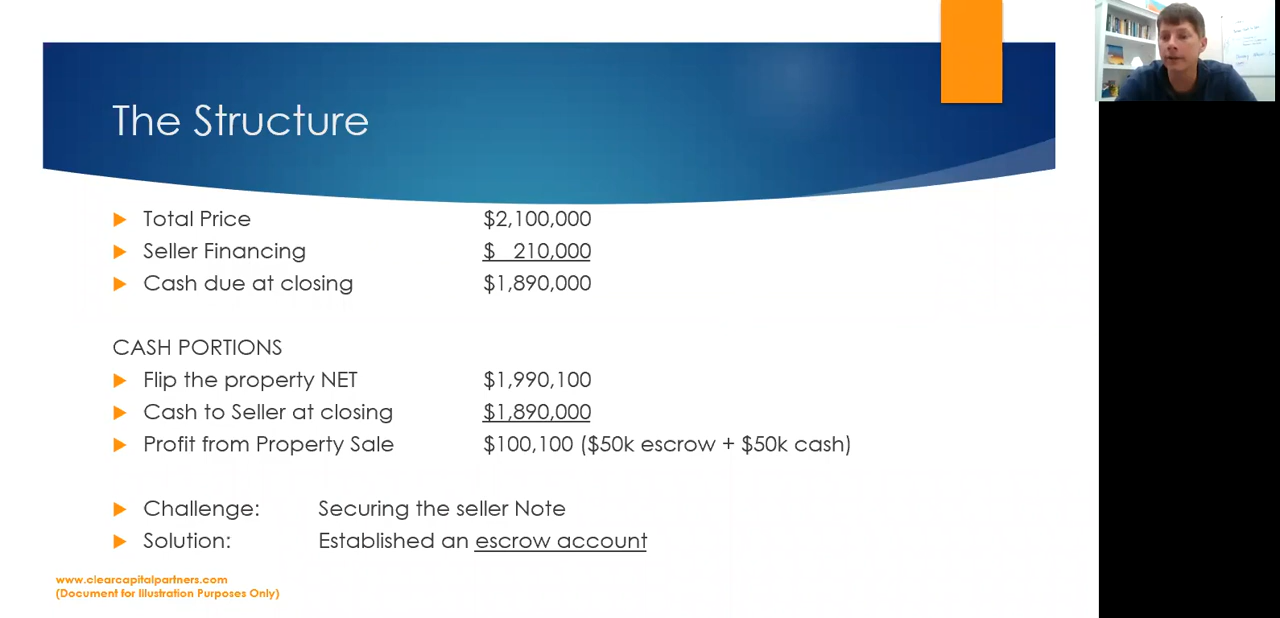 The Structure
Total Price $2,100,000
Seller Financing $ 210,000
Cash due at closing $1,890,000
CASH PORTIONS
Flip the property NET $1,990,100
Cash to Seller at closing $1,890,000
Profit from Property Sale $100,100 ($50k escrow + $50k cash)
Challenge: Securing the seller Note
Solution: Established an escrow account
www.clearcapitalpartners.com
(Document for Illustration Purposes Only)